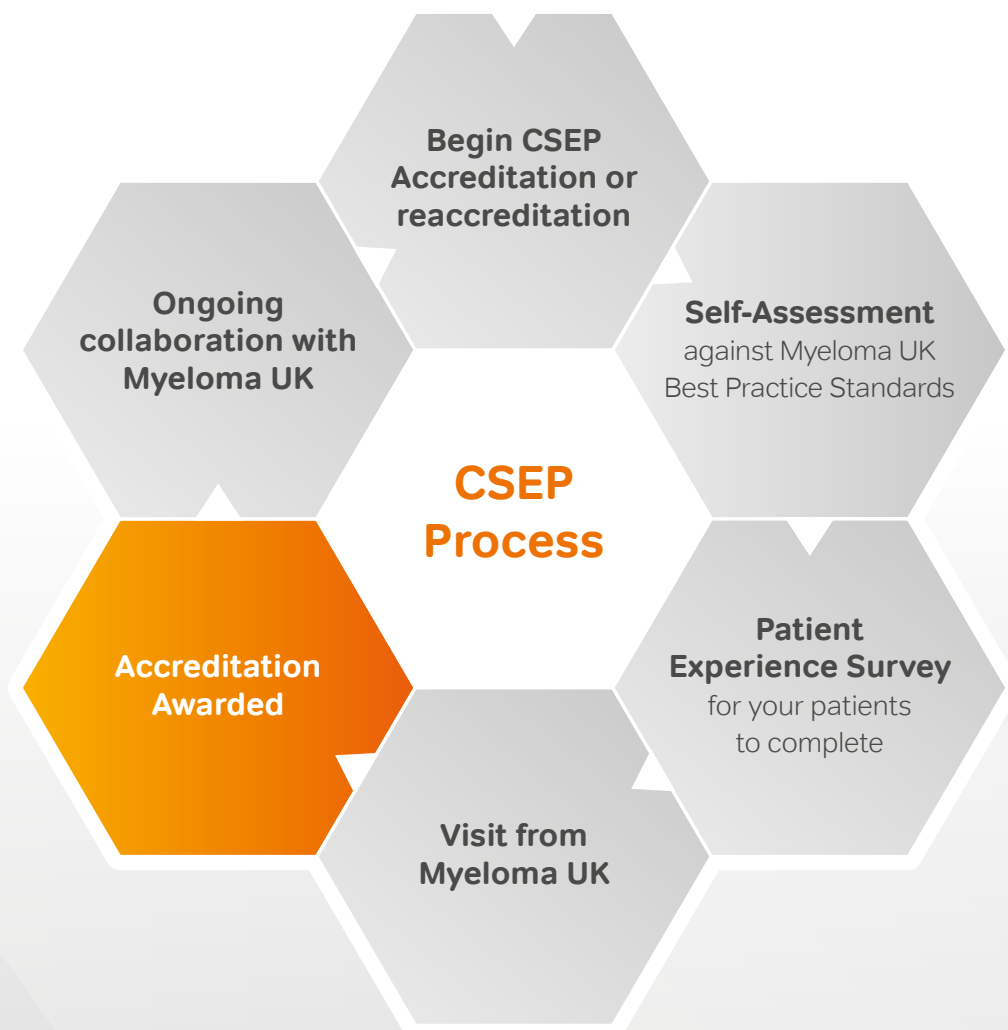 Begin CSEP
Accreditation or
reaccreditation
Self-Assessment
against Myeloma UK
Best Practice Standards
Patient
Experience Survey
for your patients
to complete
Visit from
Myeloma UK
Accreditation
Awarded
Ongoing
collaboration with
Myeloma UK
CSEP
Process